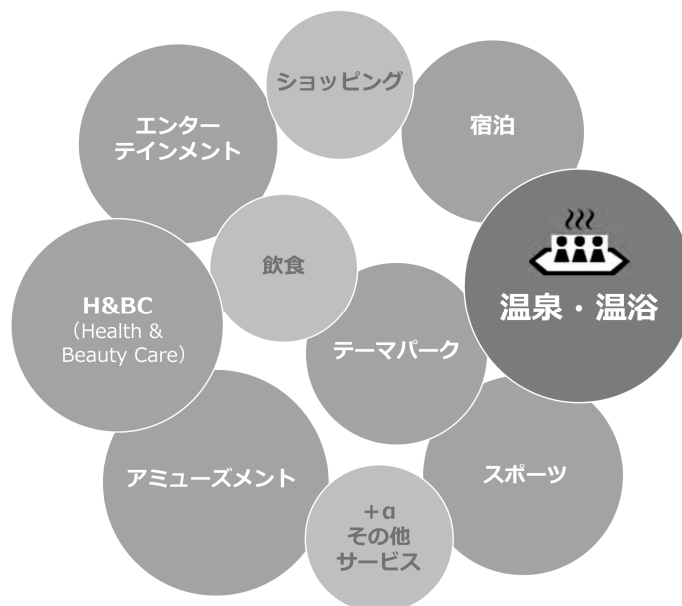 ショッピング
エンター
テインメント
宿泊
飲食
温泉・温浴
H&BC
（Health &
Beauty Care）
テーマパーク
アミューズメント
スポーツ
+α
その他
サービス